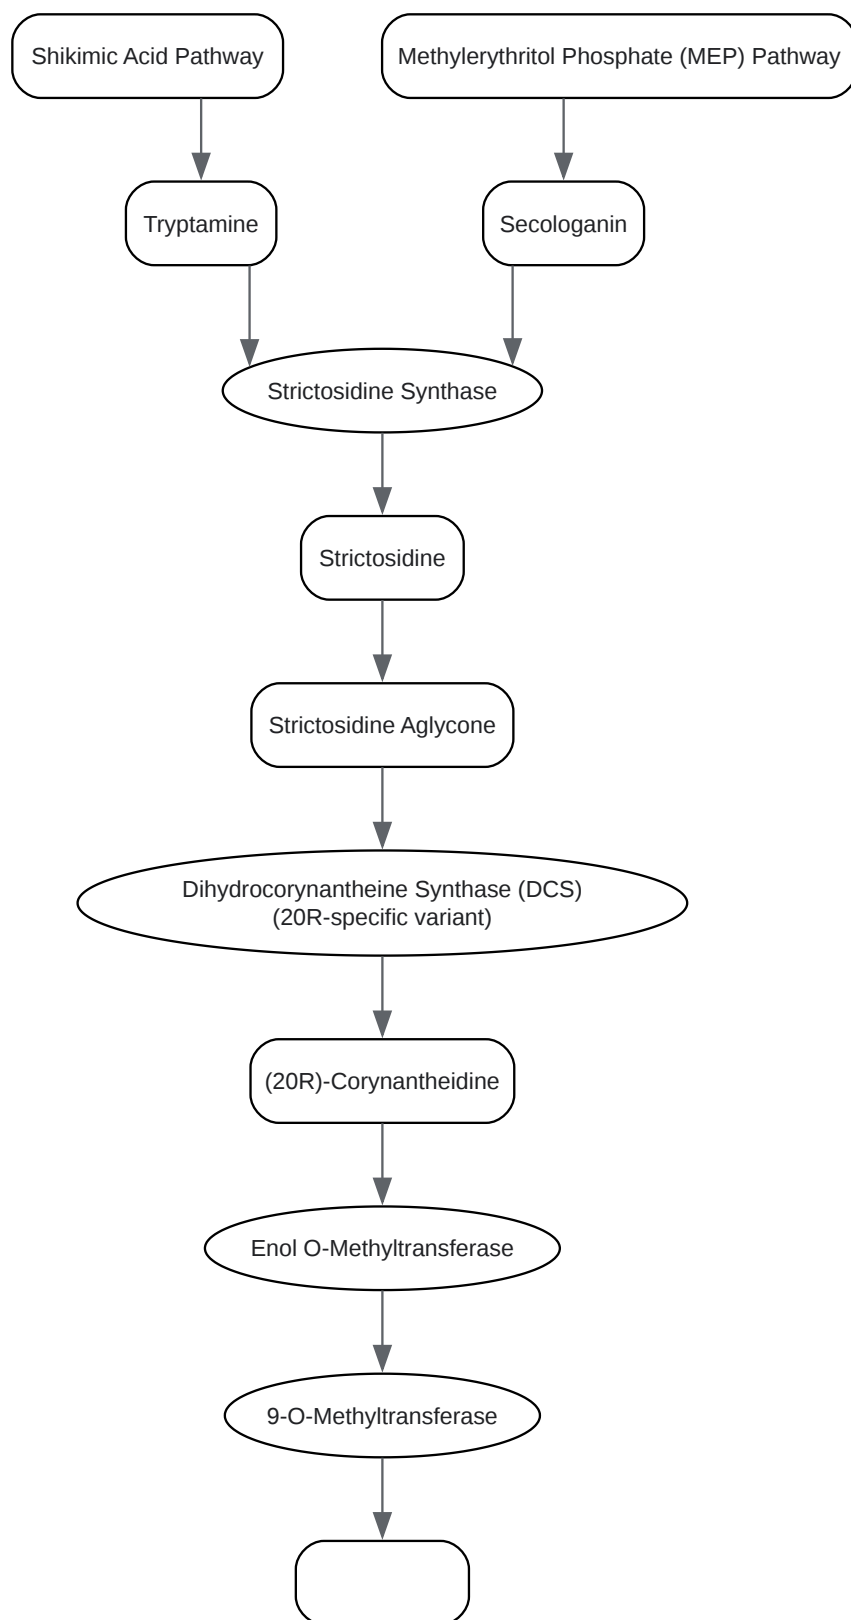 Shikimic Acid Pathway
Methylerythritol Phosphate (MEP) Pathway
Tryptamine
Secologanin
Strictosidine Synthase
Strictosidine
Strictosidine Aglycone
Dihydrocorynantheine Synthase (DCS)
(20R-specific variant)
(20R)-Corynantheidine
Enol O-Methyltransferase
9-O-Methyltransferase